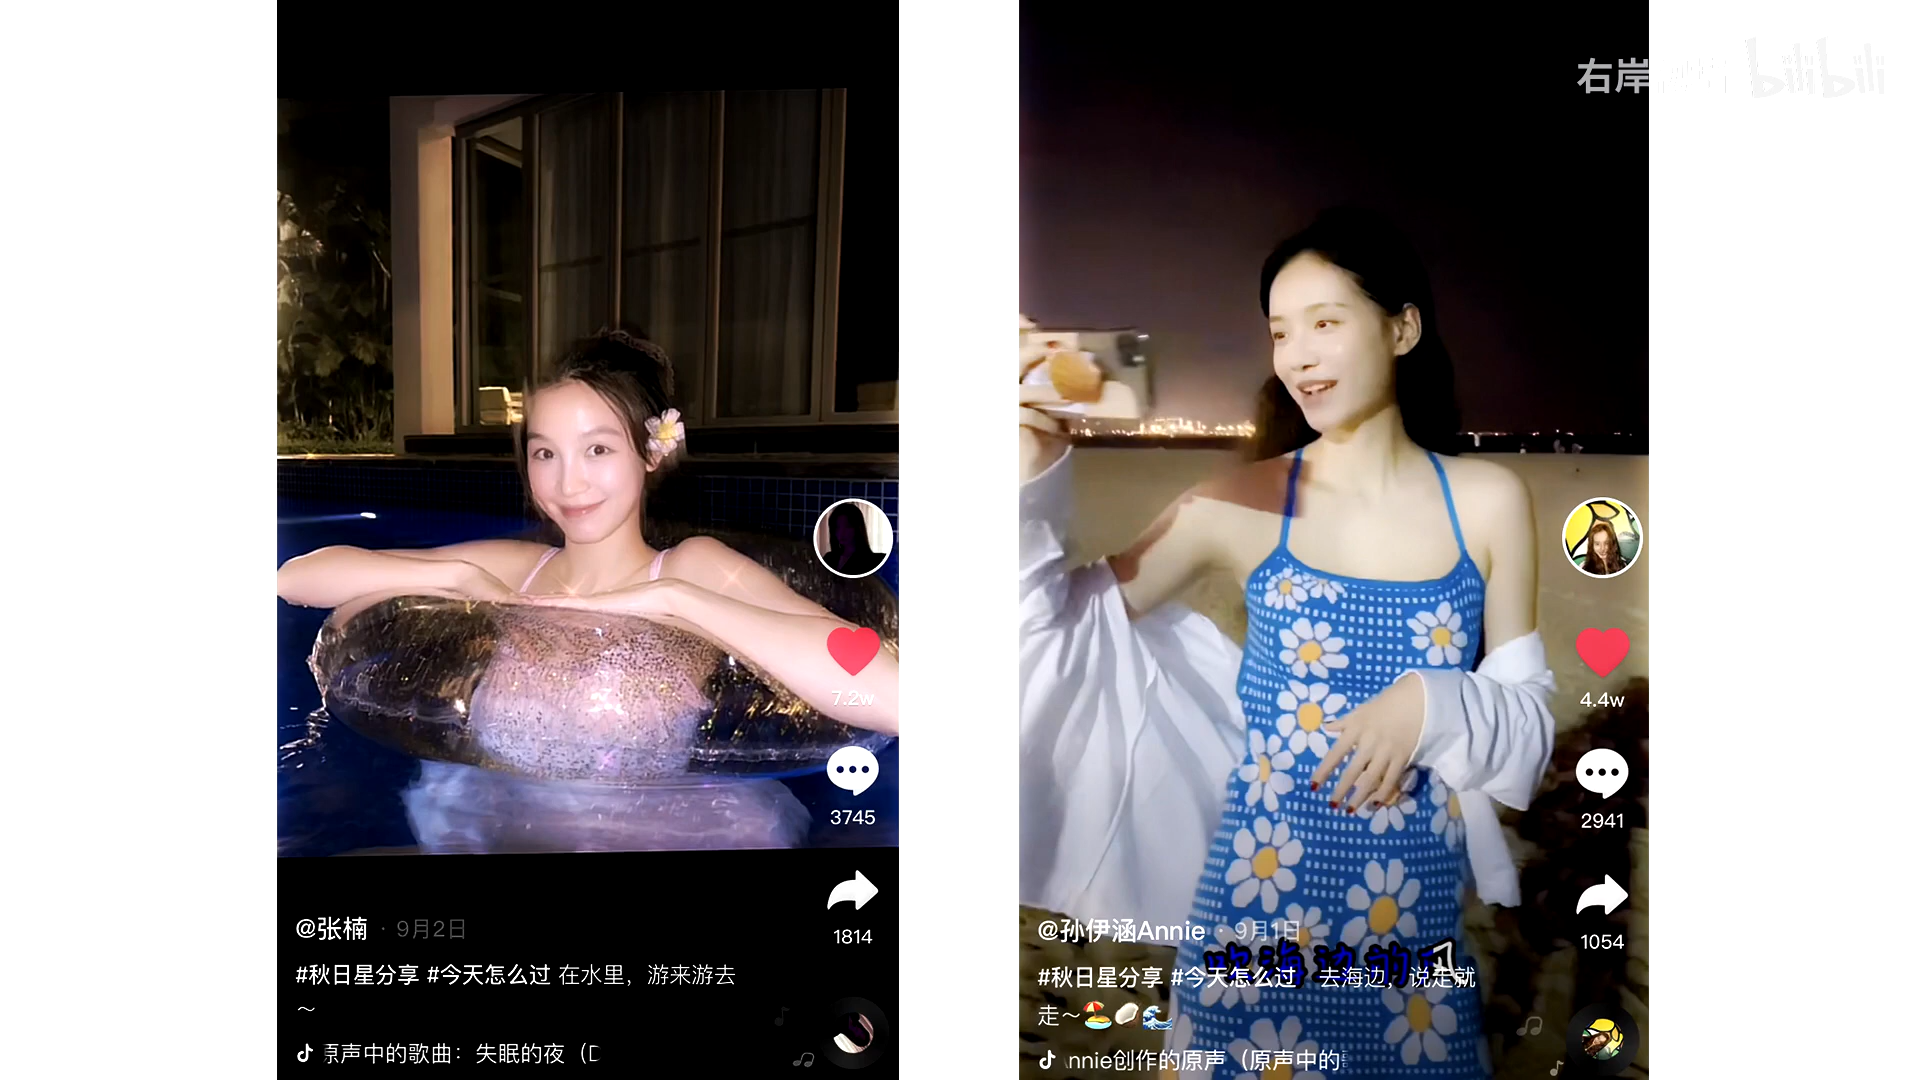 右岸
bilibili
7.2w
3745
1814
@张楠 · 9月2日
#秋日星分享 #今天怎么过 在水里，游来游去
～
原声中的歌曲：失眠的夜（D
4.4w
2941
1054
@孙伊涵Annie · 9月1日
吹海边的风
#秋日星分享 #今天怎么过 去海边，说走就
走～
nnie创作的原声（原声中的